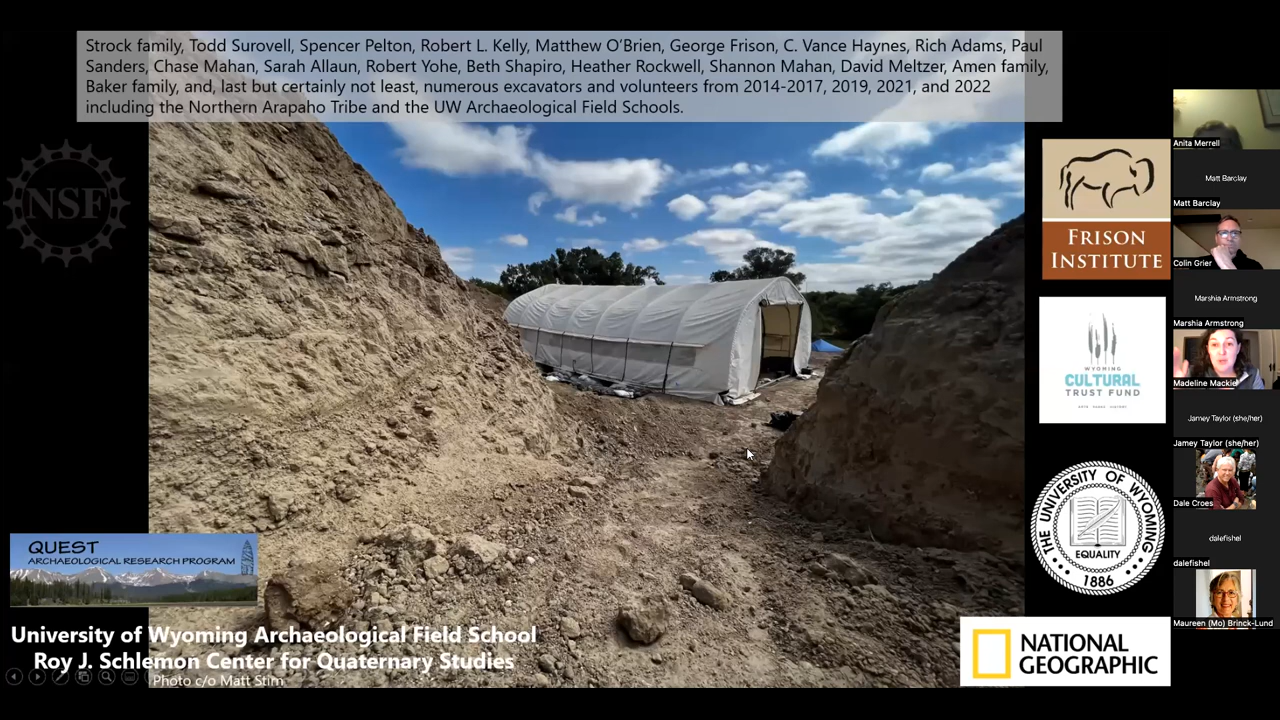 Strock family, Todd Surovell, Spencer Pelton, Robert L. Kelly, Matthew O'Brien, George Frison, C. Vance Haynes, Rich Adams, Paul
Sanders, Chase Mahan, Sarah Allaun, Robert Yohe, Beth Shapiro, Heather Rockwell, Shannon Mahan, David Meltzer, Amen family,
Baker family, and, last but certainly not least, numerous excavators and volunteers from 2014-2017, 2019, 2021, and 2022
including the Northern Arapaho Tribe and the UW Archaeological Field Schools.
NSF
FRISON
INSTITUTE
WYOMING
CULTURAL
TRUST FUND
ARTS PARKS HISTORY
THE UNIVERSITY OF WYOMING
EQUALITY
1886
NATIONAL
GEOGRAPHIC
QUEST
ARCHAEOLOGICAL RESEARCH PROGRAM
University of Wyoming Archaeological Field School
Roy J. Schlemon Center for Quaternary Studies
Photo c/o Matt Stirn
Anita Merrell
Matt Barclay
Matt Barclay
Colin Grier
Marshia Armstrong
Marshia Armstrong
Madeline Mackie
Jamey Taylor (she/her)
Jamey Taylor (she/her)
Dale Croes
dalefishel
dalefishel
Maureen (Mo) Brinck-Lund